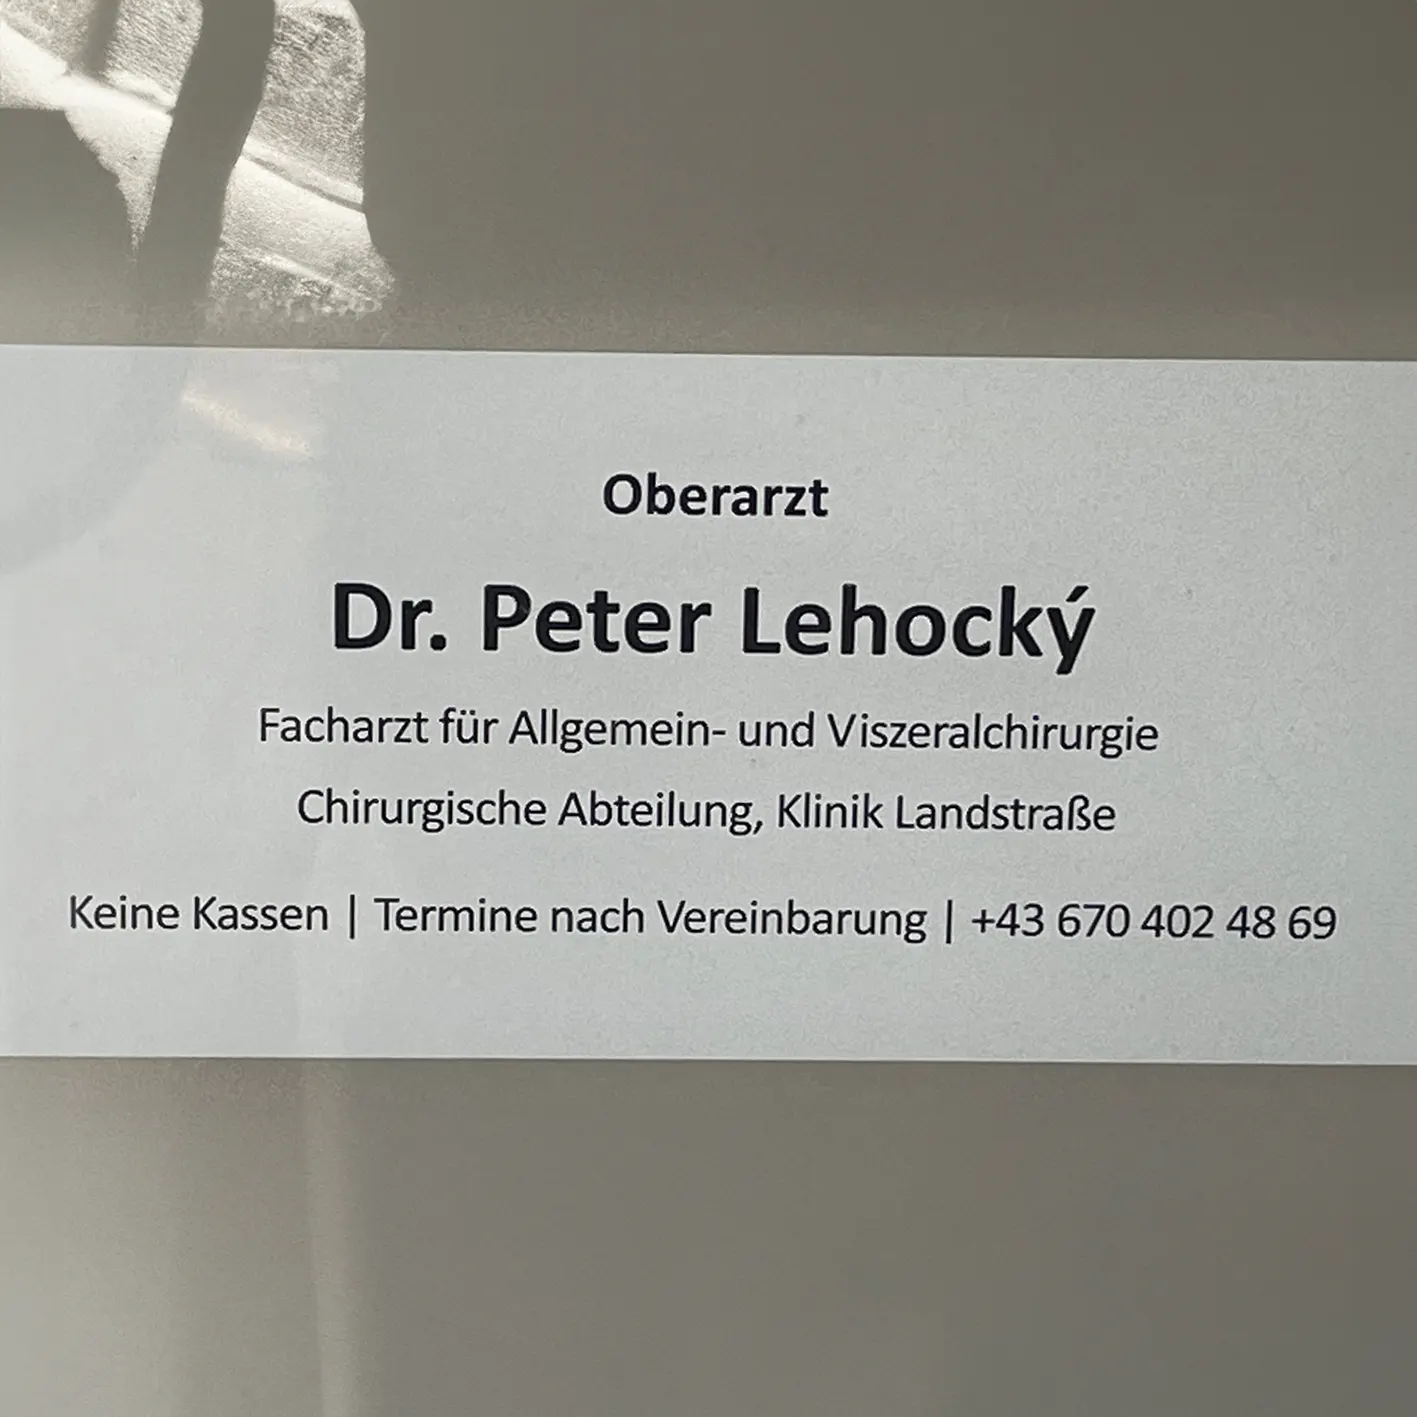 Oberarzt
Dr. Peter Lehocký
Facharzt für Allgemein- und Viszeralchirurgie
Chirurgische Abteilung, Klinik Landstraße
Keine Kassen | Termine nach Vereinbarung | +43 670 402 48 69